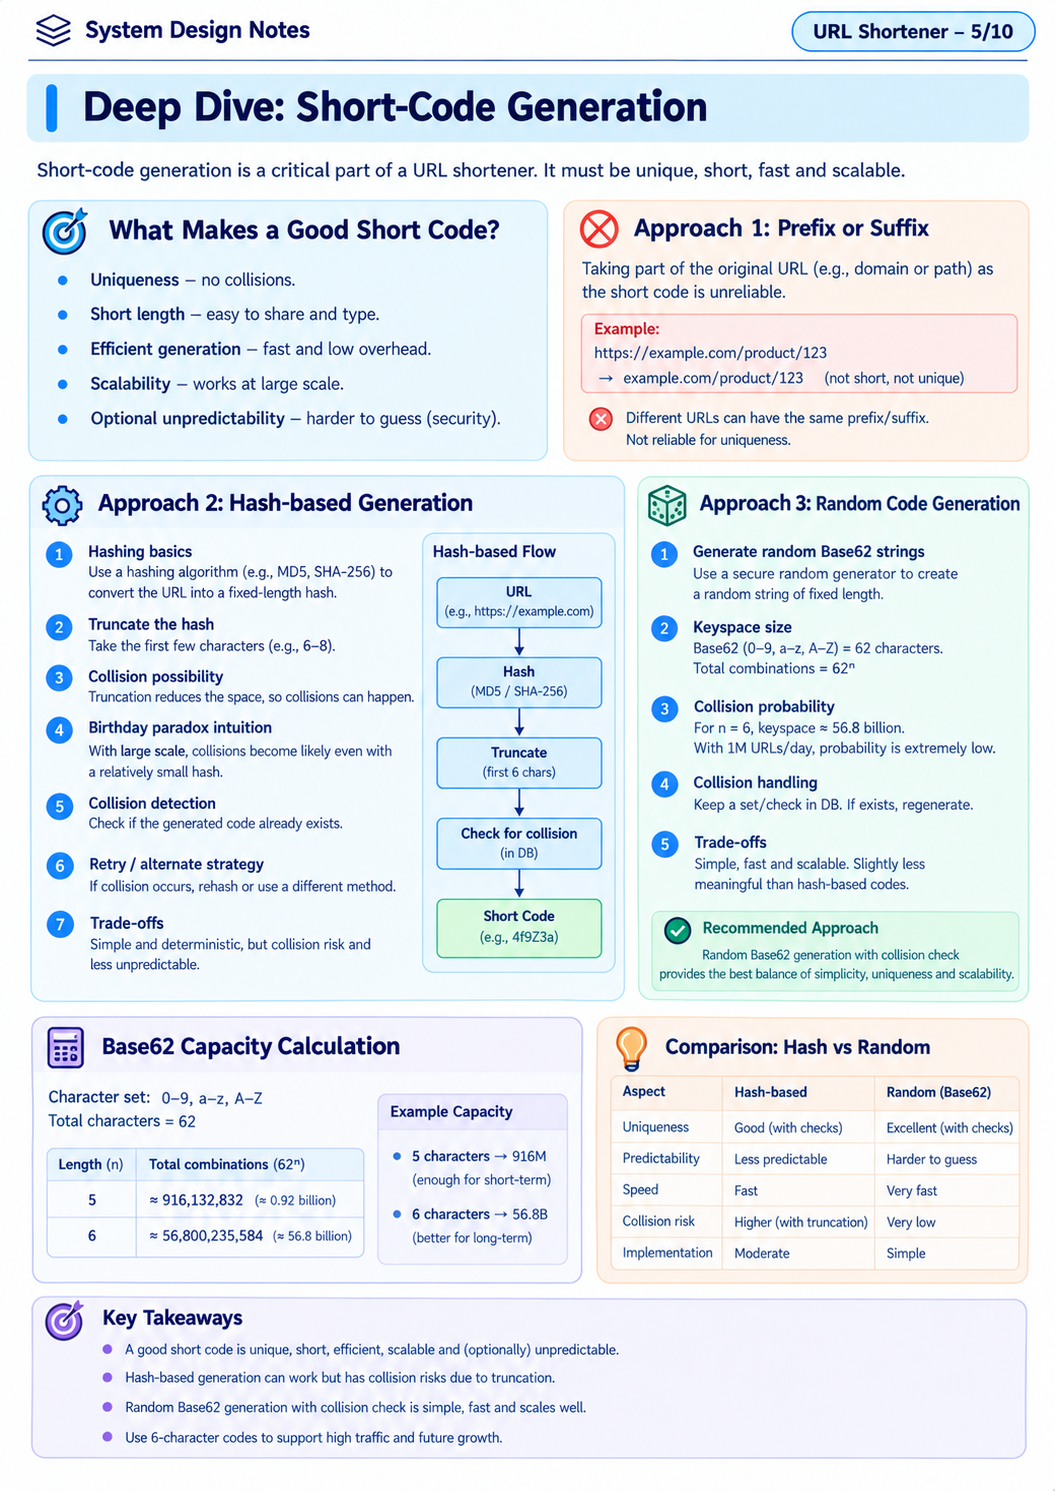 System Design Notes
URL Shortener – 5/10
Deep Dive: Short-Code Generation
Short-code generation is a critical part of a URL shortener. It must be unique, short, fast and scalable.
What Makes a Good Short Code?
● Uniqueness – no collisions.
● Short length – easy to share and type.
● Efficient generation – fast and low overhead.
● Scalability – works at large scale.
● Optional unpredictability – harder to guess (security).
Approach 1: Prefix or Suffix
Taking part of the original URL (e.g., domain or path) as
the short code is unreliable.
Example:
https://example.com/product/123
→ example.com/product/123 (not short, not unique)
Different URLs can have the same prefix/suffix.
Not reliable for uniqueness.
Approach 2: Hash-based Generation
1 Hashing basics
Use a hashing algorithm (e.g., MD5, SHA-256) to
convert the URL into a fixed-length hash.
2 Truncate the hash
Take the first few characters (e.g., 6–8).
3 Collision possibility
Truncation reduces the space, so collisions can happen.
4 Birthday paradox intuition
With large scale, collisions become likely even with
a relatively small hash.
5 Collision detection
Check if the generated code already exists.
6 Retry / alternate strategy
If collision occurs, rehash or use a different method.
7 Trade-offs
Simple and deterministic, but collision risk and
less unpredictable.
Hash-based Flow
URL
(e.g., https://example.com)
Hash
(MD5 / SHA-256)
Truncate
(first 6 chars)
Check for collision
(in DB)
Short Code
(e.g., 4f9Z3a)
Approach 3: Random Code Generation
1 Generate random Base62 strings
Use a secure random generator to create
a random string of fixed length.
2 Keyspace size
Base62 (0–9, a–z, A–Z) = 62 characters.
Total combinations = 62ⁿ
3 Collision probability
For n = 6, keyspace ≈ 56.8 billion.
With 1M URLs/day, probability is extremely low.
4 Collision handling
Keep a set/check in DB. If exists, regenerate.
5 Trade-offs
Simple, fast and scalable. Slightly less
meaningful than hash-based codes.
Recommended Approach
Random Base62 generation with collision check
provides the best balance of simplicity, uniqueness and scalability.
Base62 Capacity Calculation
Character set: 0–9, a–z, A–Z
Total characters = 62
Length (n) Total combinations (62ⁿ)
5 ≈ 916,132,832 (≈ 0.92 billion)
6 ≈ 56,800,235,584 (≈ 56.8 billion)
Example Capacity
● 5 characters → 916M
(enough for short-term)
● 6 characters → 56.8B
(better for long-term)
Comparison: Hash vs Random
Aspect Hash-based Random (Base62)
Uniqueness Good (with checks) Excellent (with checks)
Predictability Less predictable Harder to guess
Speed Fast Very fast
Collision risk Higher (with truncation) Very low
Implementation Moderate Simple
Key Takeaways
● A good short code is unique, short, efficient, scalable and (optionally) unpredictable.
● Hash-based generation can work but has collision risks due to truncation.
● Random Base62 generation with collision check is simple, fast and scales well.
● Use 6-character codes to support high traffic and future growth.